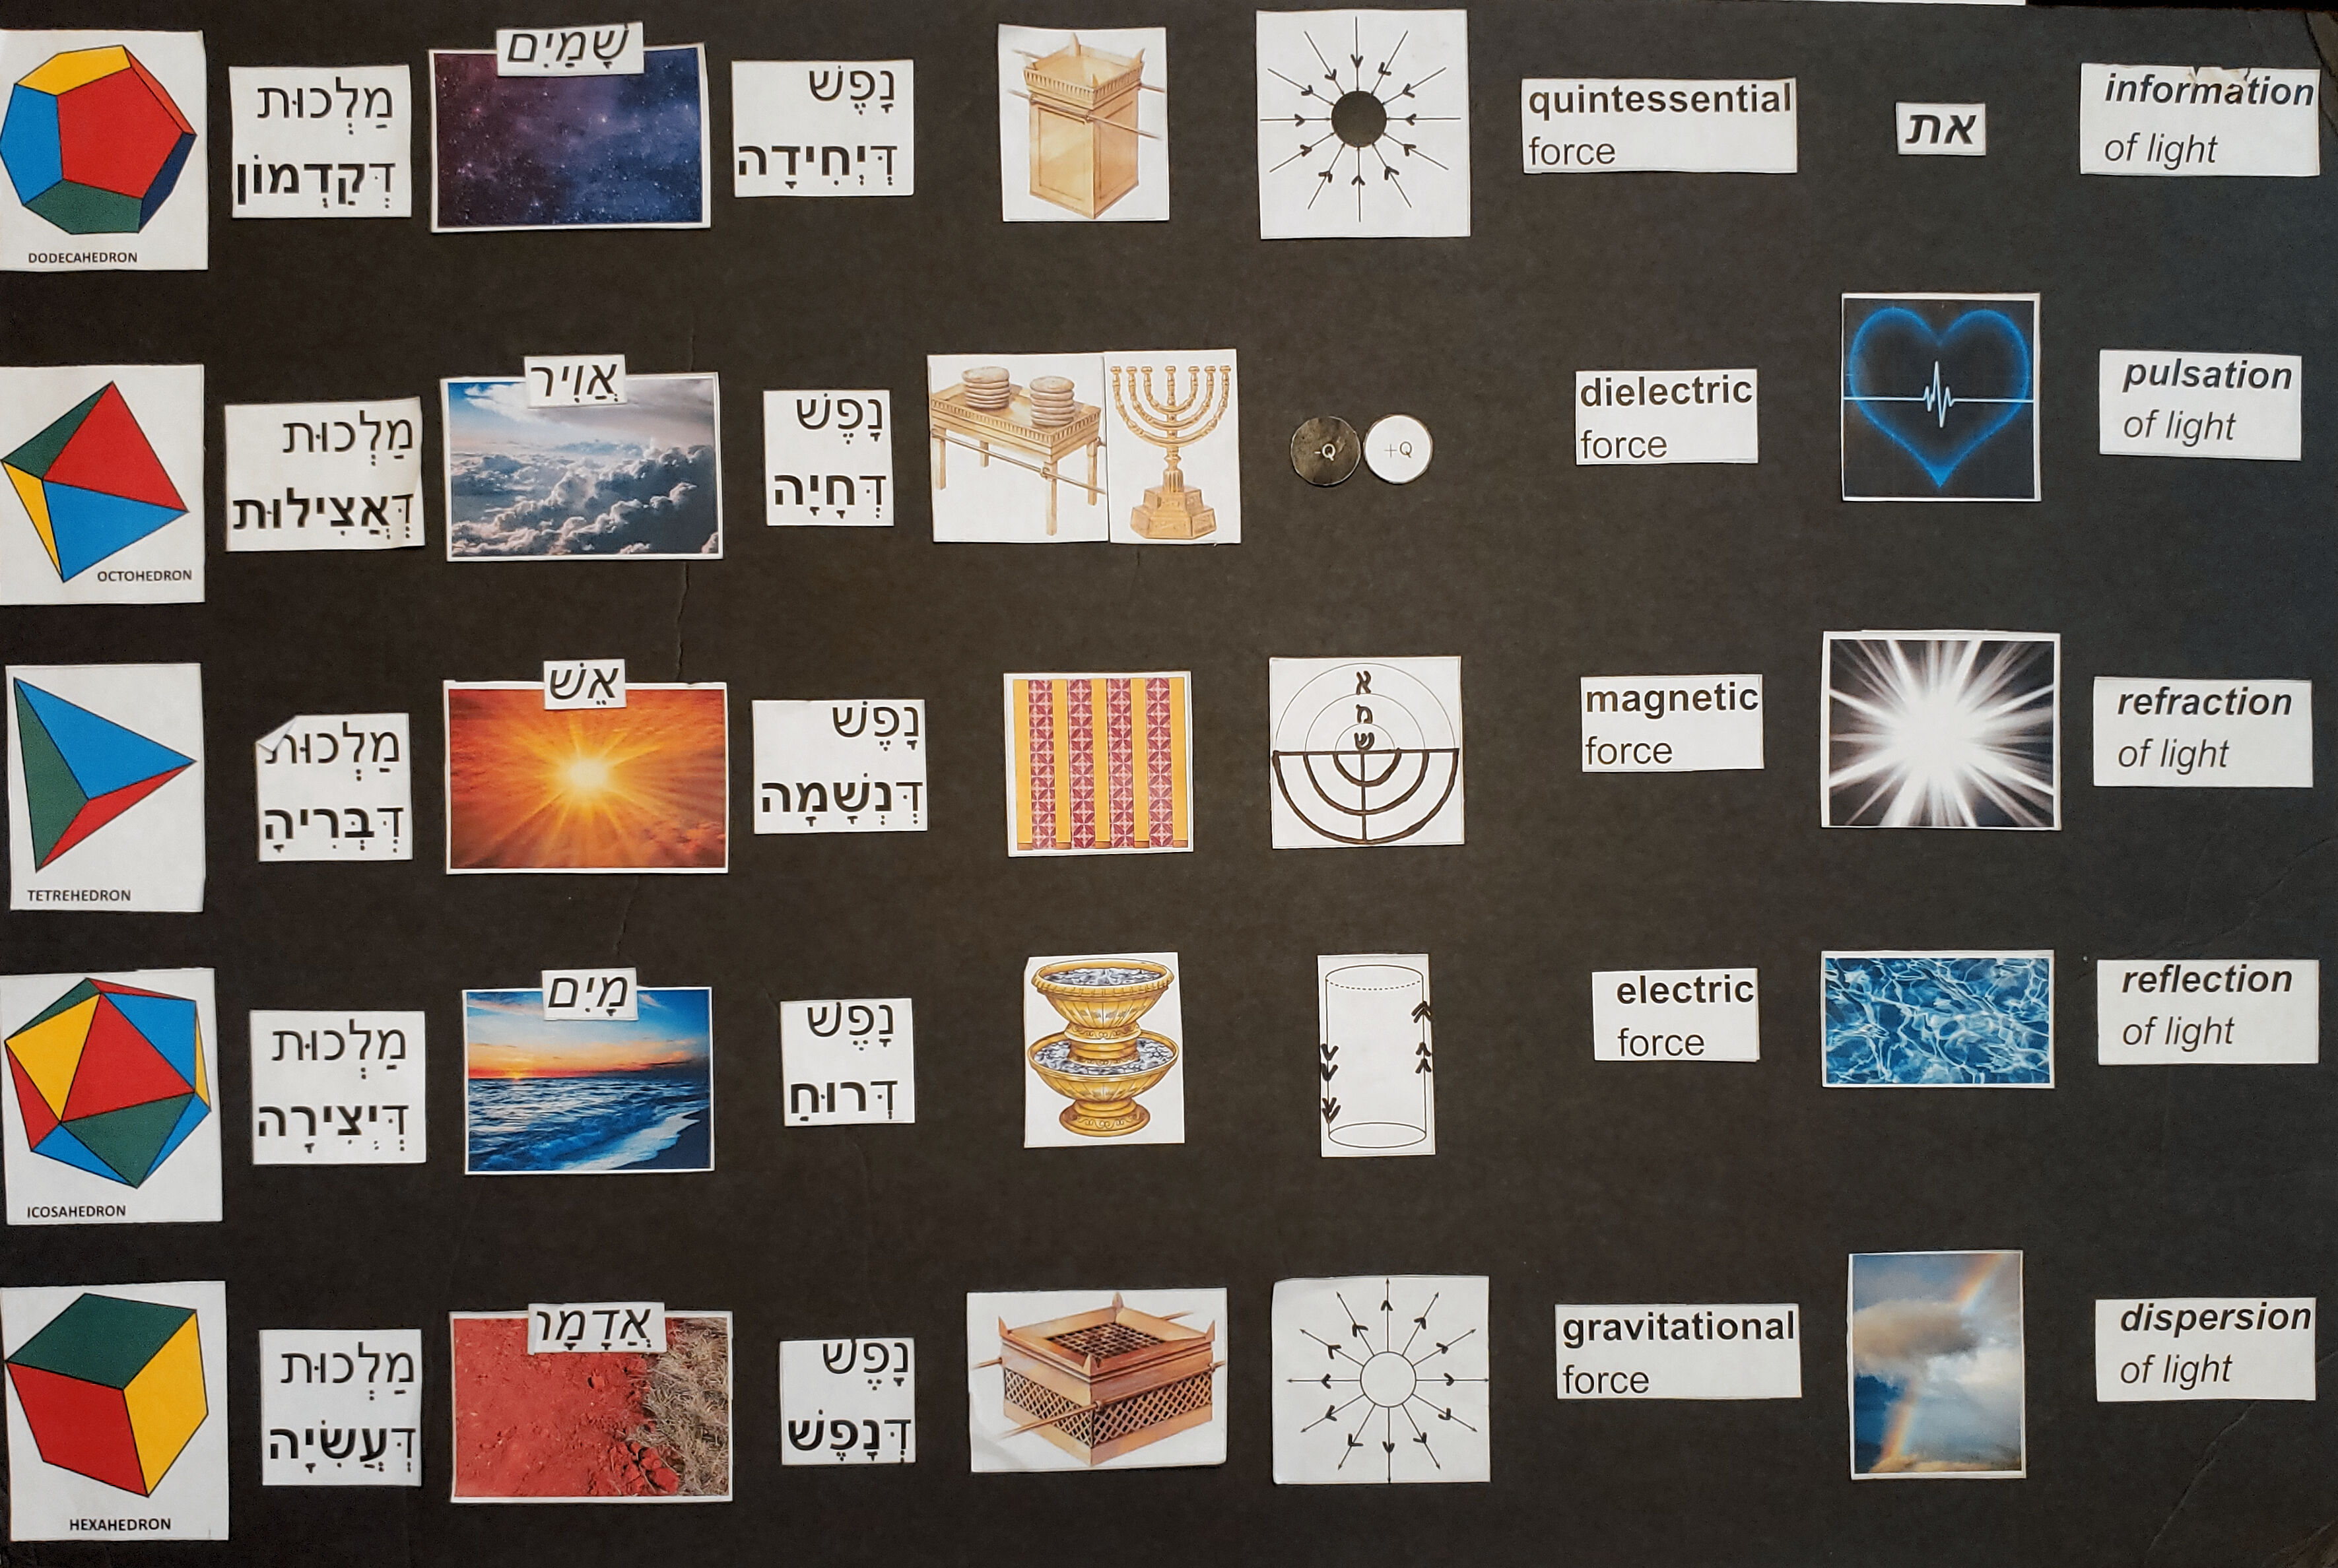 DODECAHEDRON
מַלְכוּת
דְּקַדְמוֹן
שָׁמַיִם
נָפֶשׁ
דְּיְחִידָה
quintessential
force
את
information
of light
OCTOHEDRON
מַלְכוּת
דְּאֲצִילוּת
אֲוִיר
נָפֶשׁ
דְּחָיָה
-Q
+Q
dielectric
force
pulsation
of light
TETREHEDRON
מַלְכוּת
דְּבְּרִיהָ
אֵשׁ
נָפֶשׁ
דְּנְשָׁמָה
א
מ
ש
magnetic
force
refraction
of light
ICOSAHEDRON
מַלְכוּת
דְּיְצִירָה
מָיִם
נָפֶשׁ
דְּרוּחַ
electric
force
reflection
of light
HEXAHEDRON
מַלְכוּת
דְּעֲשִׂיָה
נָפֶשׁ
דְּנָפֶשׁ
gravitational
force
dispersion
of light